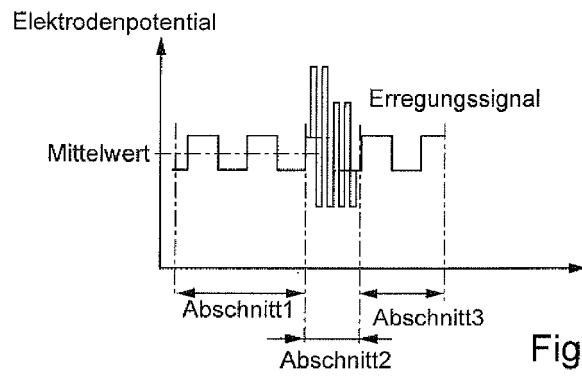 Elektrodenpotential
Erregungssignal
Mittelwert
Abschnitt1
Abschnitt3
Abschnitt2
Fig